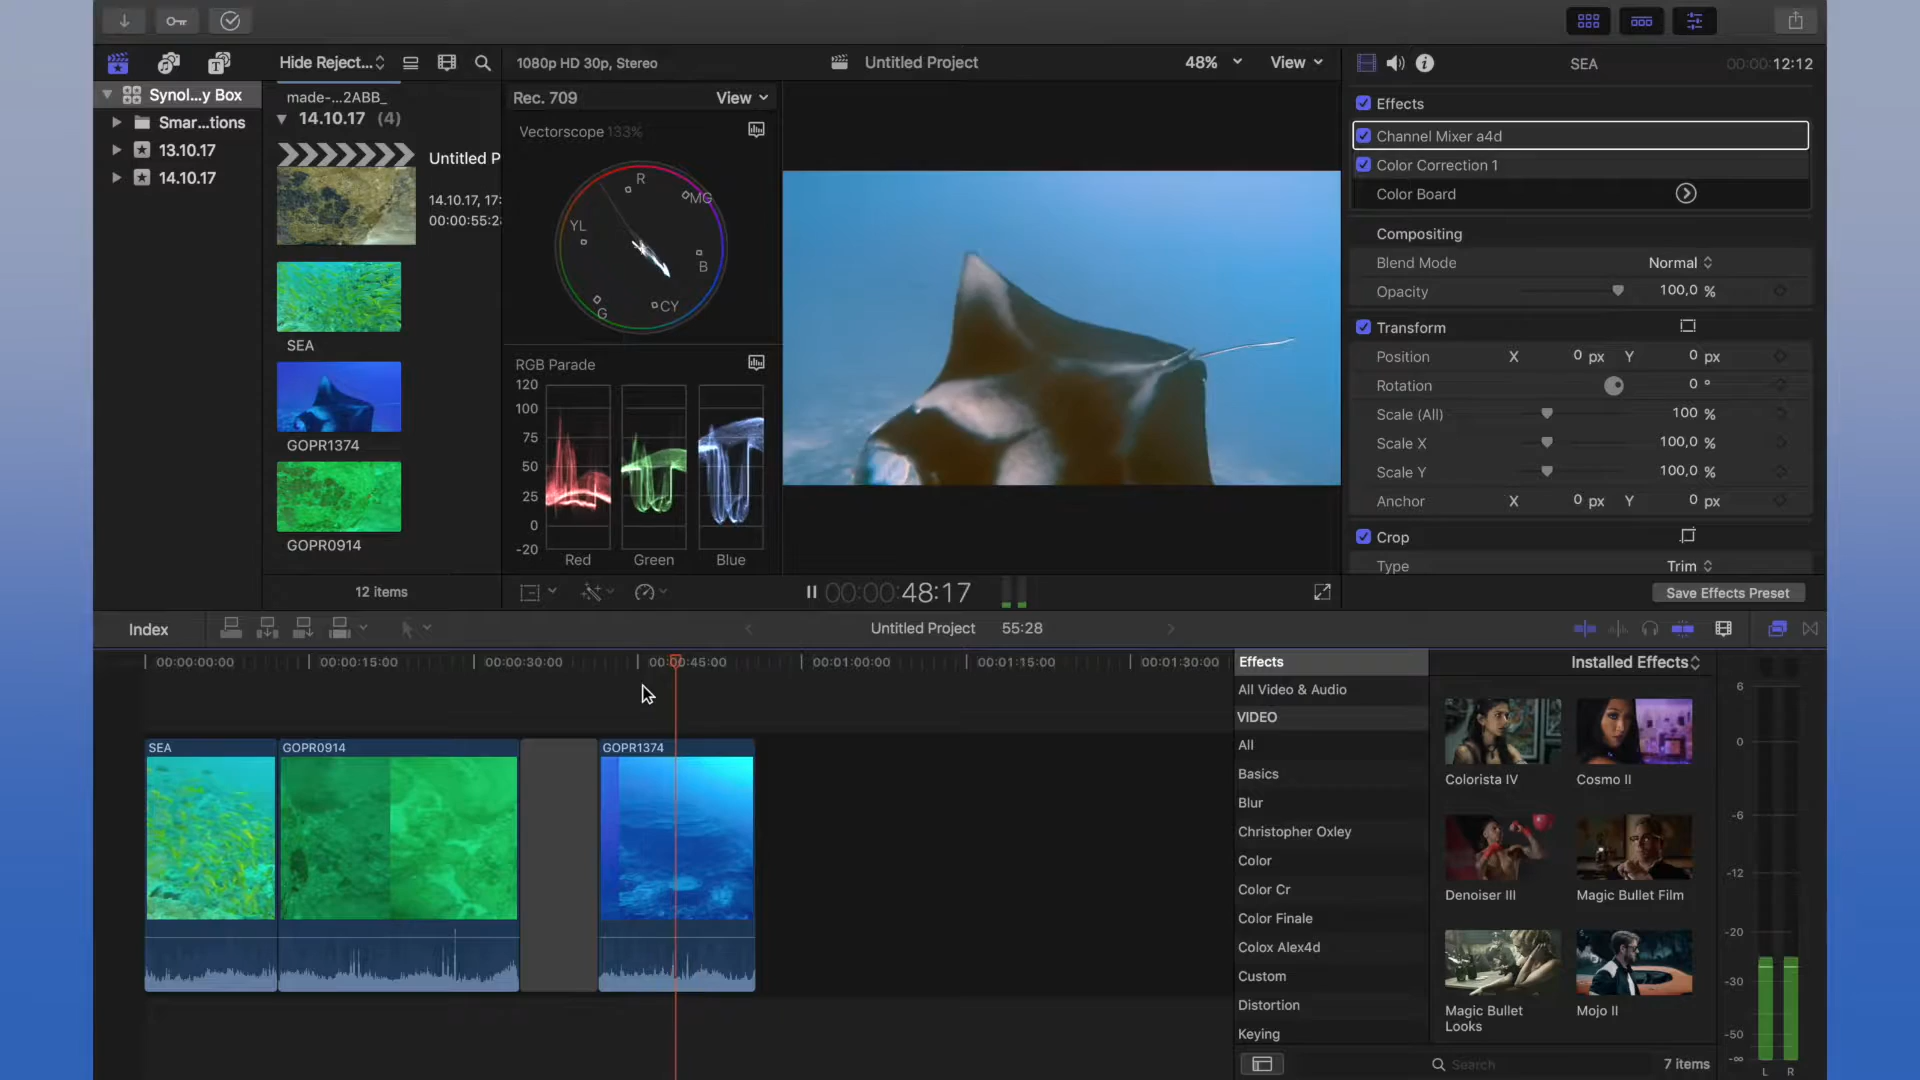 Hide Reject...
1080p HD 30p, Stereo
Untitled Project
48%
View
SEA
00:00:12:12
Synol...y Box
Smar...tions
13.10.17
14.10.17
made-...2ABB_
14.10.17 (4)
Untitled P
14.10.17, 17:
00:00:55:28
SEA
GOPR1374
GOPR0914
12 items
Rec. 709
View
Vectorscope 133%
R
MG
YL
B
G
CY
RGB Parade
120
100
75
50
25
0
-20
Red
Green
Blue
00:00:48:17
Effects
Channel Mixer a4d
Color Correction 1
Color Board
Compositing
Blend Mode
Normal
Opacity
100,0 %
Transform
Position X 0 px Y 0 px
Rotation 0 °
Scale (All) 100 %
Scale X 100,0 %
Scale Y 100,0 %
Anchor X 0 px Y 0 px
Crop
Type Trim
Save Effects Preset
Index
Untitled Project 55:28
00:00:00:00
00:00:15:00
00:00:30:00
00:00:45:00
00:01:00:00
00:01:15:00
00:01:30:00
SEA
GOPR0914
GOPR1374
Effects
All Video & Audio
VIDEO
All
Basics
Blur
Christopher Oxley
Color
Color Cr
Color Finale
Colox Alex4d
Custom
Distortion
Keying
Installed Effects
Colorista IV
Cosmo II
Denoiser III
Magic Bullet Film
Magic Bullet
Looks
Mojo II
Search
7 items
6
0
-6
-12
-20
-30
-50
-∞
L R